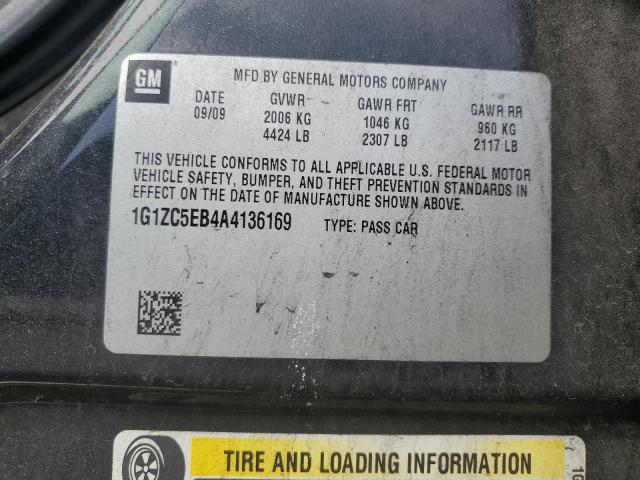 GM
MFD BY GENERAL MOTORS COMPANY
DATE GVWR GAWR FRT GAWR RR
09/09 2006 KG 1046 KG 960 KG
4424 LB 2307 LB 2117 LB
THIS VEHICLE CONFORMS TO ALL APPLICABLE U.S. FEDERAL MOTOR
VEHICLE SAFETY, BUMPER, AND THEFT PREVENTION STANDARDS IN
EFFECT ON THE DATE OF MANUFACTURE SHOWN ABOVE.
1G1ZC5EB4A4136169 TYPE: PASS CAR
TIRE AND LOADING INFORMATION